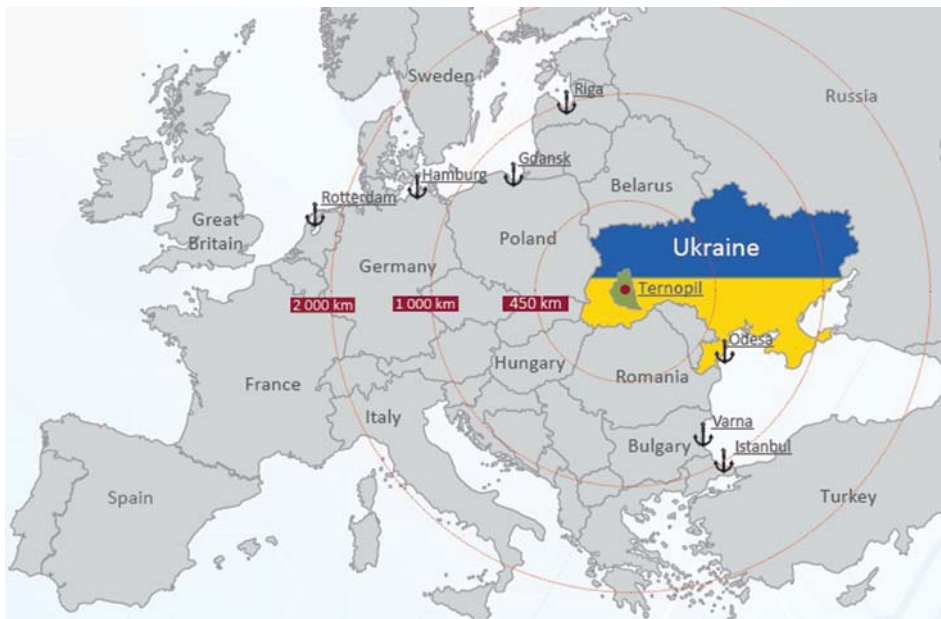 Sweden
Riga
Russia
Gdansk
Hamburg
Belarus
Rotterdam
Great
Britain
Poland
Ukraine
Germany
Ternopil
2 000 km
1 000 km
450 km
Odesa
Hungary
France
Romania
Italy
Varna
Bulgary
Istanbul
Spain
Turkey